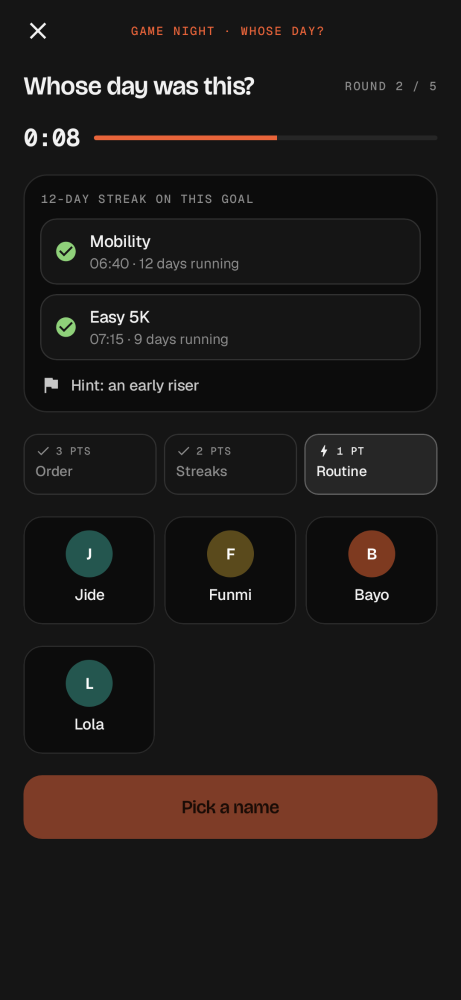 GAME NIGHT · WHOSE DAY?
Whose day was this?
ROUND 2 / 5
0:08
12-DAY STREAK ON THIS GOAL
Mobility
06:40 · 12 days running
Easy 5K
07:15 · 9 days running
Hint: an early riser
3 PTS
Order
2 PTS
Streaks
1 PT
Routine
J
Jide
F
Funmi
B
Bayo
L
Lola
Pick a name